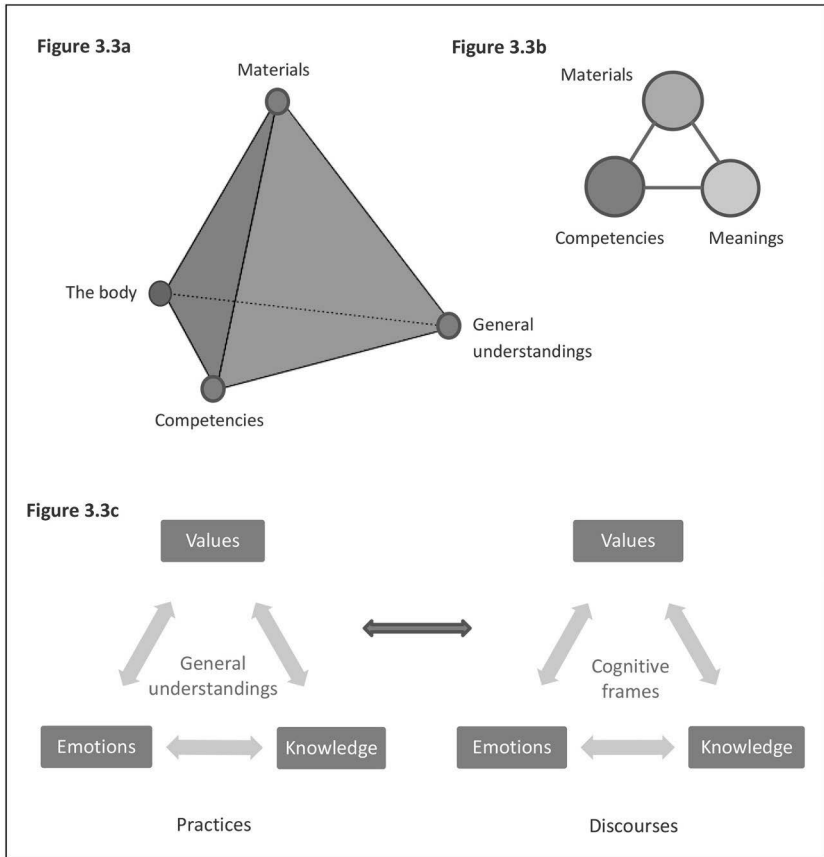 Figure 3.3a
Materials
The body
General
understandings
Competencies
Figure 3.3b
Materials
Competencies
Meanings
Figure 3.3c
Values
General
understandings
Emotions
Knowledge
Practices
Values
Cognitive
frames
Emotions
Knowledge
Discourses